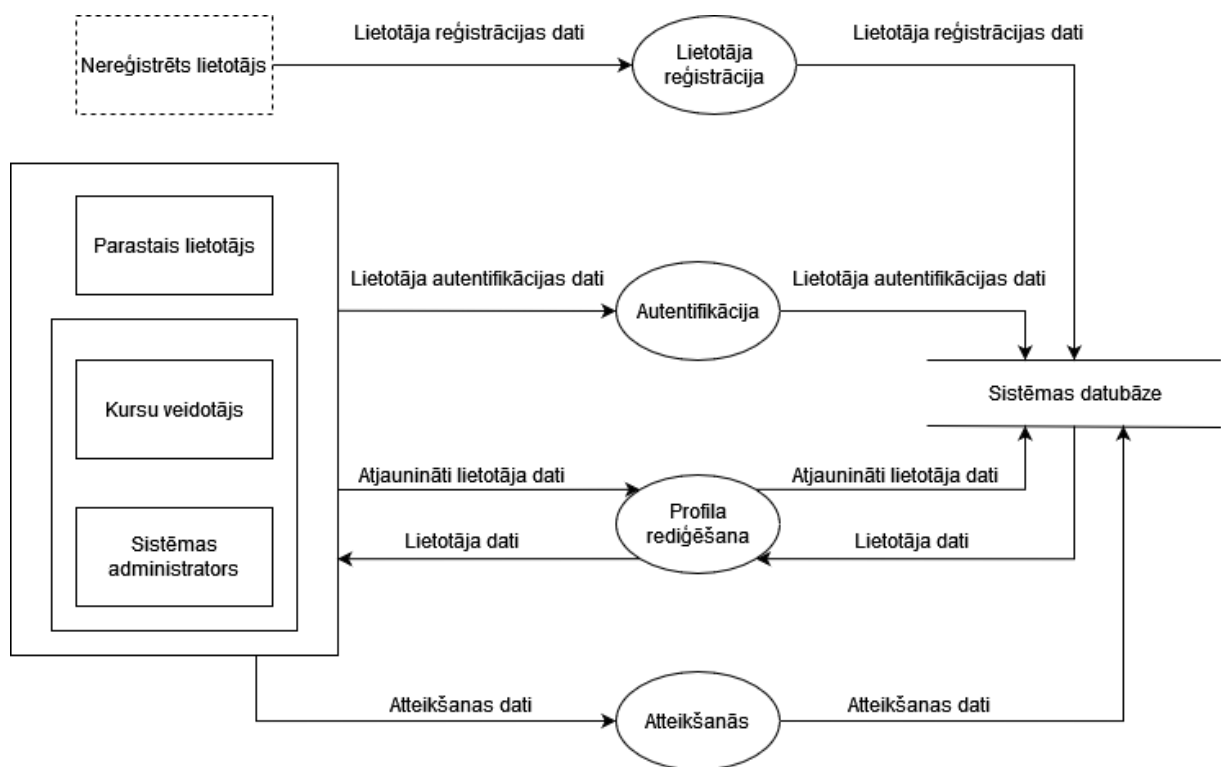 Lietotāja reģistrācijas dati
Lietotāja reģistrācijas dati
Nereģistrēts lietotājs
Lietotāja
reģistrācija
Parastais lietotājs
Lietotāja autentifikācijas dati
Lietotāja autentifikācijas dati
Autentifikācija
Kursu veidotājs
Sistēmas datubāze
Atjaunināti lietotāja dati
Atjaunināti lietotāja dati
Profila
rediģēšana
Sistēmas
administrators
Lietotāja dati
Lietotāja dati
Atteikšanas dati
Atteikšanas dati
Atteikšanās